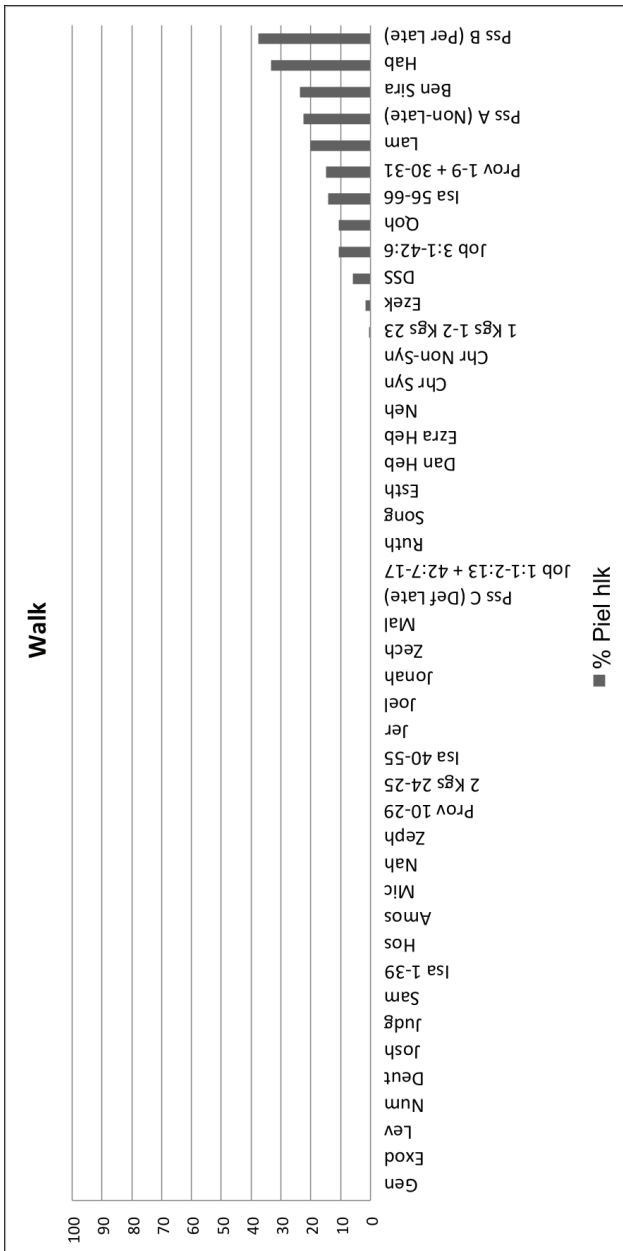 Walk
100
90
80
70
60
50
40
30
20
10
0
Gen
Exod
Lev
Num
Deut
Josh
Judg
Sam
Isa 1-39
Hos
Amos
Mic
Nah
Zeph
Prov 10-29
2 Kgs 24-25
Isa 40-55
Jer
Joel
Jonah
Zech
Mal
Pss C (Def Late)
Job 1:1-2:13 + 42:7-17
Ruth
Song
Esth
Dan Heb
Ezra Heb
Neh
Chr Syn
Chr Non-Syn
1 Kgs 1-2 Kgs 23
Ezek
DSS
Job 3:1-42:6
Qoh
Isa 56-66
Prov 1-9 + 30-31
Lam
Pss A (Non-Late)
Ben Sira
Hab
Pss B (Per Late)
% Piel hlk